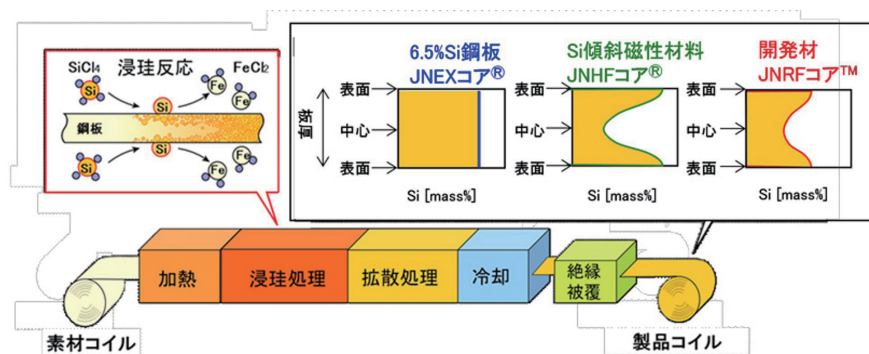 SiCl₄ 浸珪反応 FeCl₂
Si
Fe
Fe
Si
鋼板
Si
Si
Fe
Fe
6.5%Si鋼板
JNEXコア®
Si傾斜磁性材料
JNHFコア®
開発材
JNRFコア™
板厚
表面
中心
表面
Si [mass%]
表面
中心
表面
Si [mass%]
表面
中心
表面
Si [mass%]
加熱
浸珪処理
拡散処理
冷却
絶縁
被覆
素材コイル
製品コイル